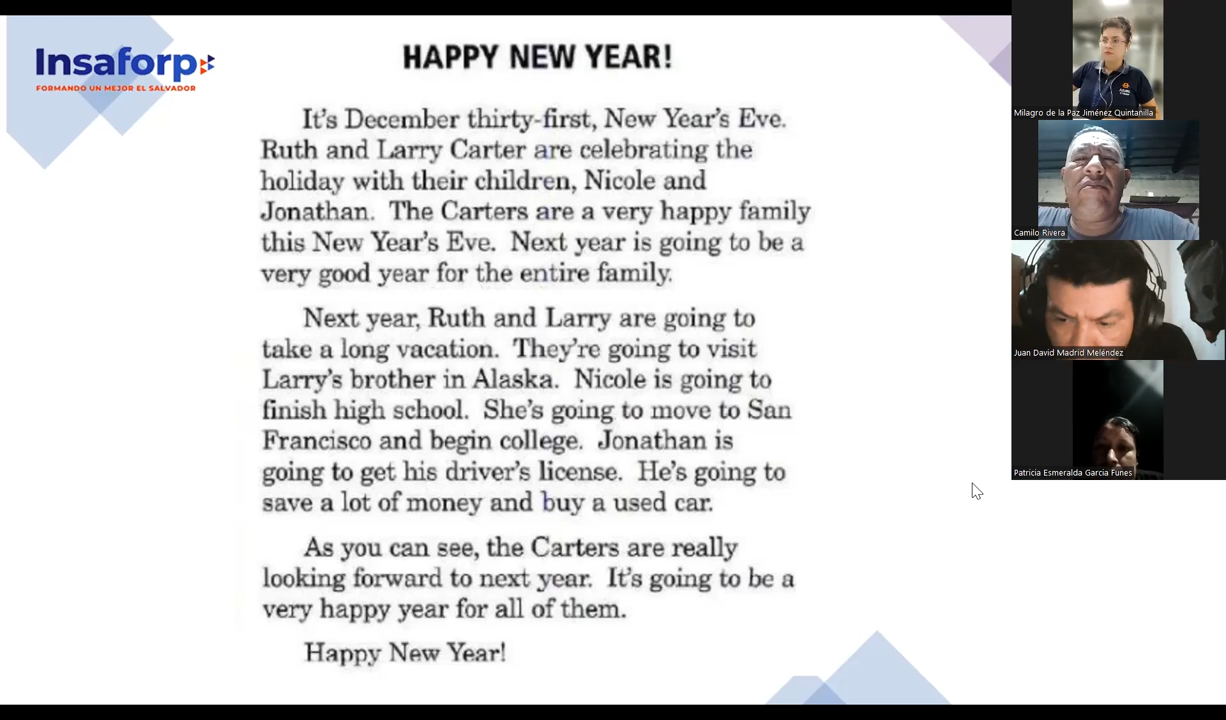 Insaforp
FORMANDO UN MEJOR EL SALVADOR
HAPPY NEW YEAR!
It's December thirty-first, New Year's Eve.
Ruth and Larry Carter are celebrating the
holiday with their children, Nicole and
Jonathan. The Carters are a very happy family
this New Year's Eve. Next year is going to be a
very good year for the entire family.
Next year, Ruth and Larry are going to
take a long vacation. They're going to visit
Larry's brother in Alaska. Nicole is going to
finish high school. She's going to move to San
Francisco and begin college. Jonathan is
going to get his driver's license. He's going to
save a lot of money and buy a used car.
As you can see, the Carters are really
looking forward to next year. It's going to be a
very happy year for all of them.
Happy New Year!
Milagro de la Paz Jiménez Quintanilla
Camilo Rivera
Juan David Madrid Meléndez
Patricia Esmeralda Garcia Funes